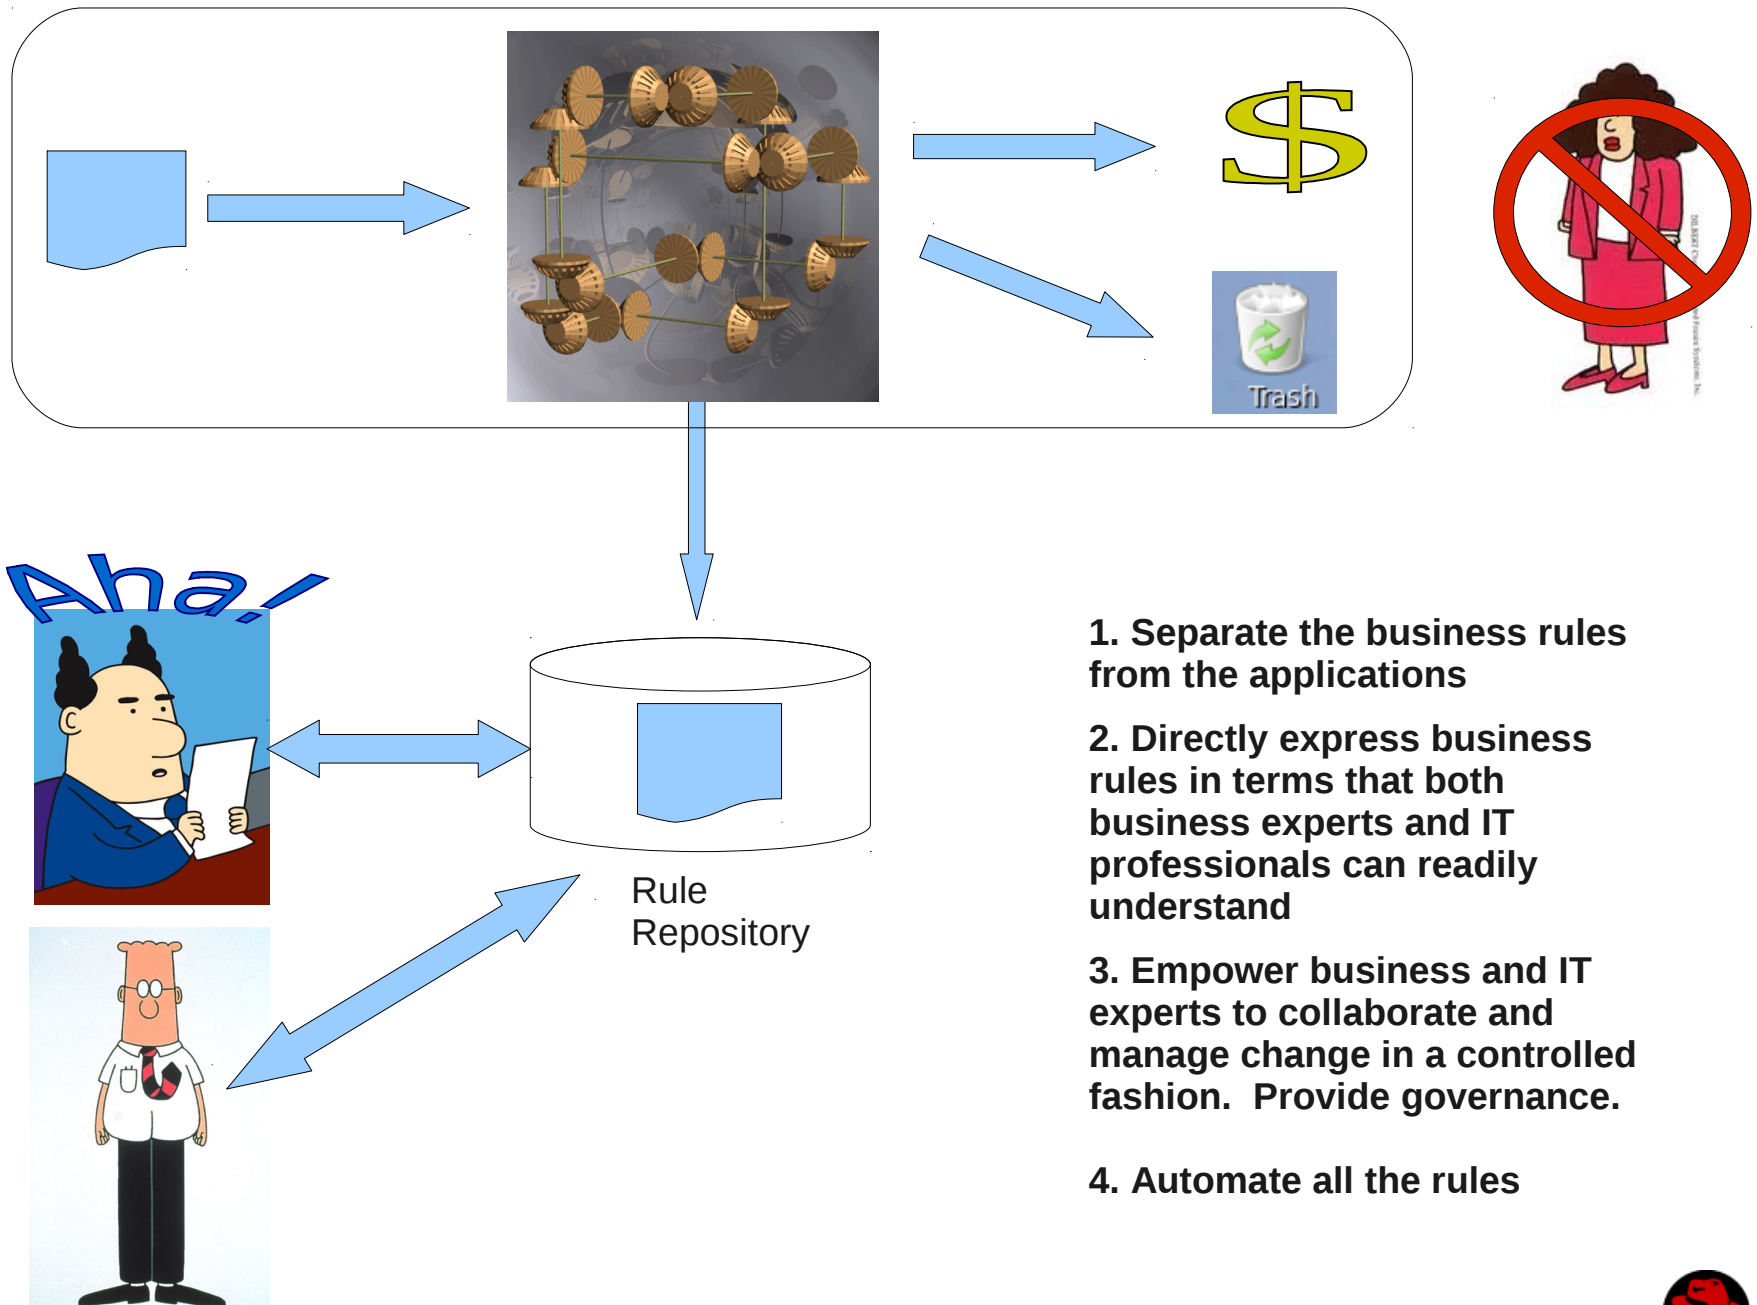 $
Trash
Aha!
Rule
Repository
1. Separate the business rules
from the applications
2. Directly express business
rules in terms that both
business experts and IT
professionals can readily
understand
3. Empower business and IT
experts to collaborate and
manage change in a controlled
fashion.  Provide governance.
4. Automate all the rules